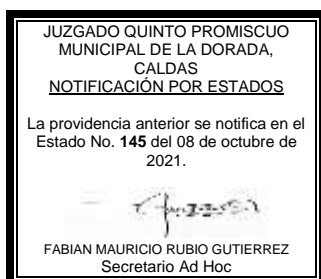 JUZGADO QUINTO PROMISCUO
MUNICIPAL DE LA DORADA,
CALDAS
NOTIFICACIÓN POR ESTADOS
La providencia anterior se notifica en el
Estado No. 145 del 08 de octubre de
2021.
FABIAN MAURICIO RUBIO GUTIERREZ
Secretario Ad Hoc